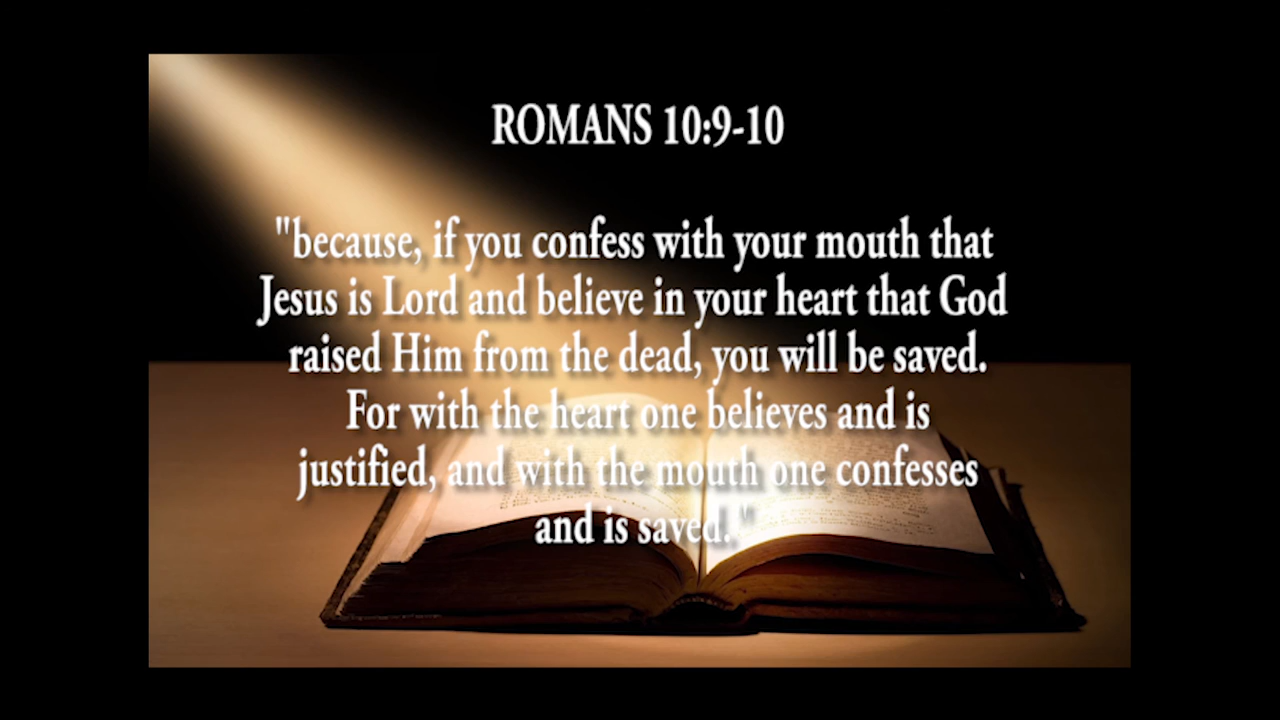 ROMANS 10:9-10
"because, if you confess with your mouth that
Jesus is Lord and believe in your heart that God
raised Him from the dead, you will be saved.
For with the heart one believes and is
justified, and with the mouth one confesses
and is saved."